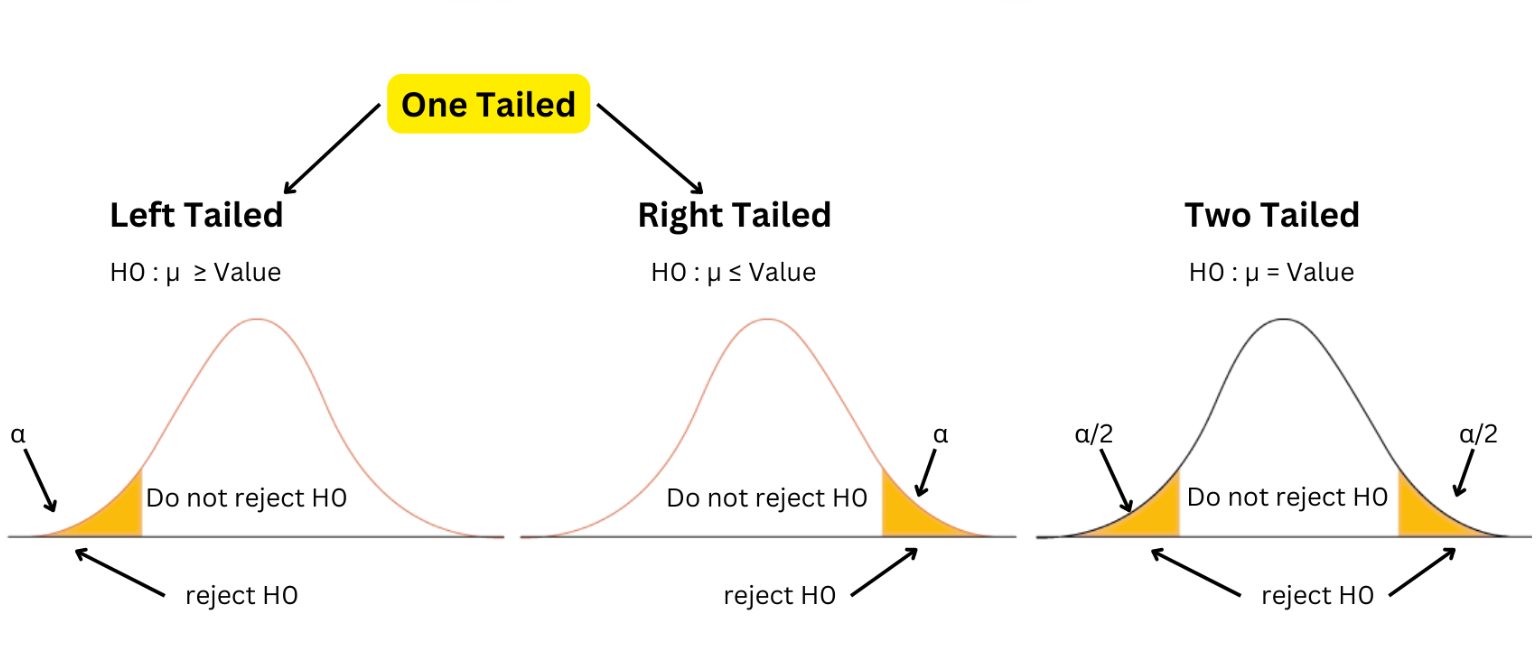 One Tailed
Left Tailed
H0 : µ ≥ Value
α
Do not reject H0
reject H0
Right Tailed
H0 : µ ≤ Value
α
Do not reject H0
reject H0
Two Tailed
H0 : µ = Value
α/2
α/2
Do not reject H0
reject H0